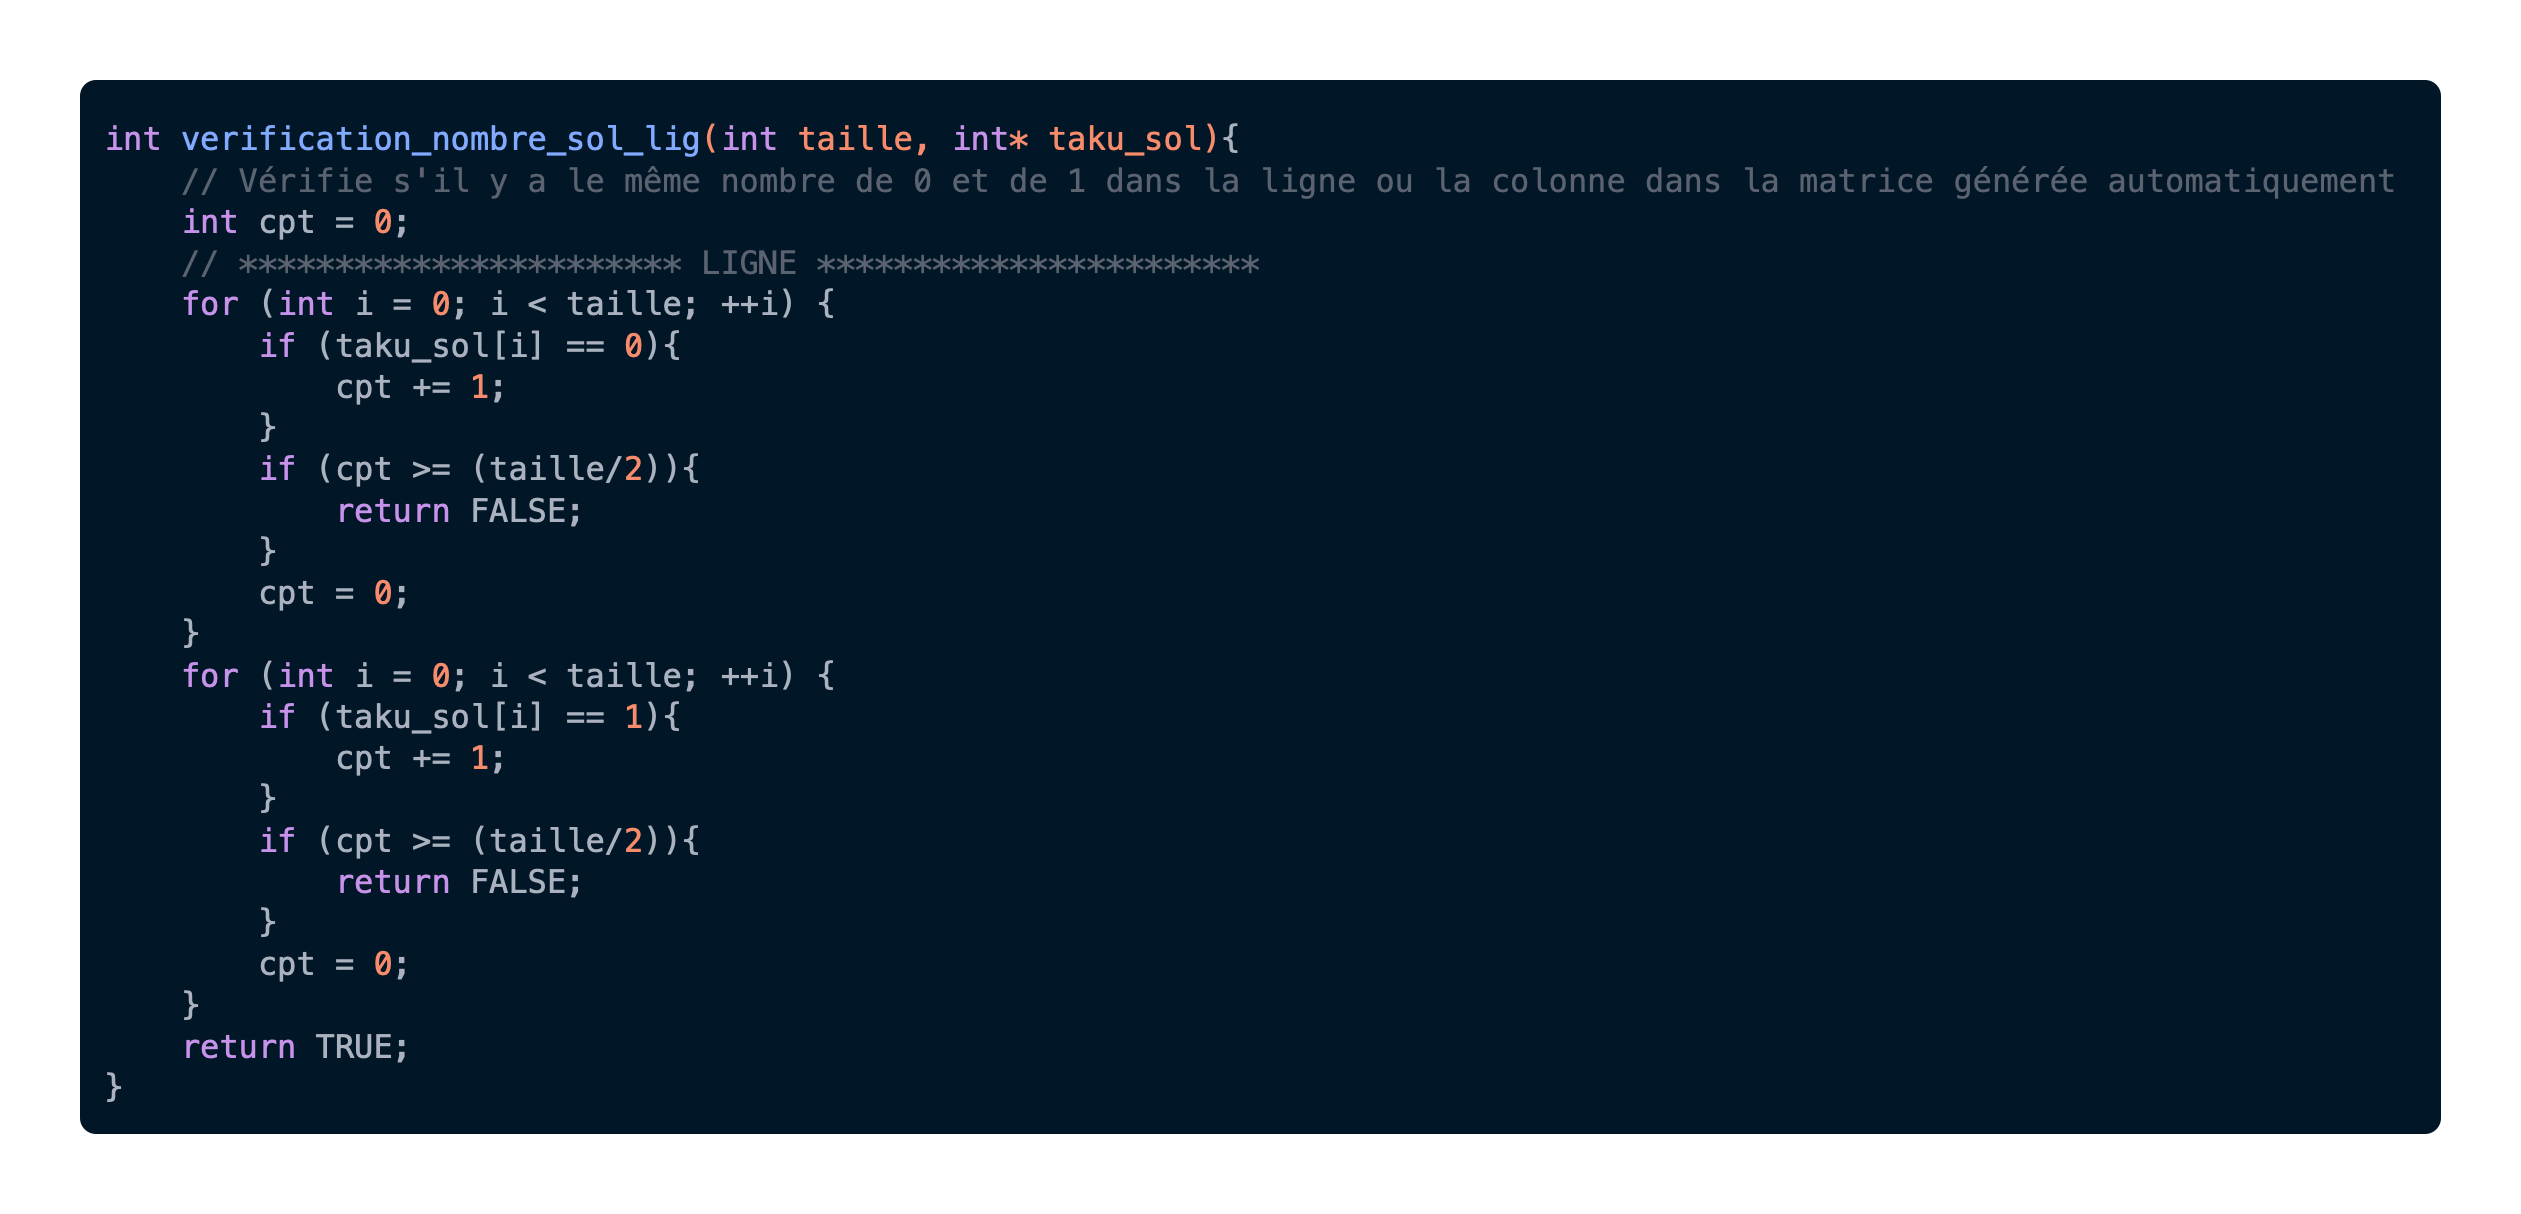 int verification_nombre_sol_lig(int taille, int* taku_sol){
    // Vérifie s'il y a le même nombre de 0 et de 1 dans la ligne ou la colonne dans la matrice générée automatiquement
    int cpt = 0;
    // *********************** LIGNE ***********************
    for (int i = 0; i < taille; ++i) {
        if (taku_sol[i] == 0){
            cpt += 1;
        }
        if (cpt >= (taille/2)){
            return FALSE;
        }
        cpt = 0;
    }
    for (int i = 0; i < taille; ++i) {
        if (taku_sol[i] == 1){
            cpt += 1;
        }
        if (cpt >= (taille/2)){
            return FALSE;
        }
        cpt = 0;
    }
    return TRUE;
}